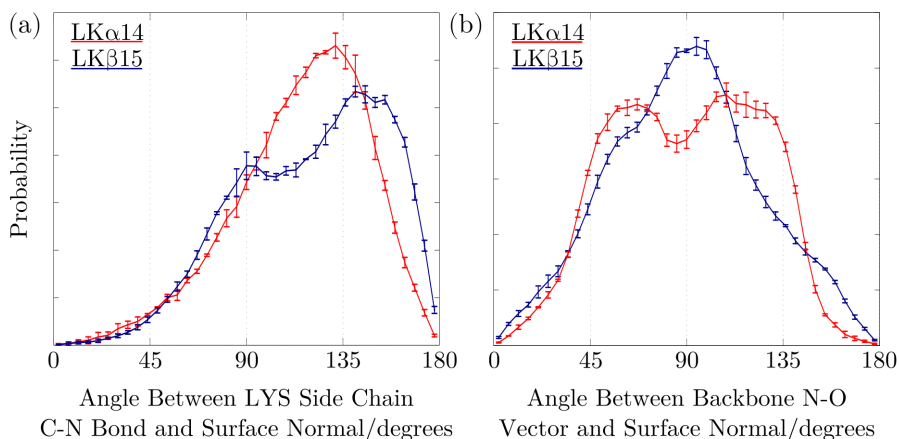 (a)
LKα14
LKβ15
Probability
0
45
90
135
180
Angle Between LYS Side Chain
C-N Bond and Surface Normal/degrees
(b)
LKα14
LKβ15
0
45
90
135
180
Angle Between Backbone N-O
Vector and Surface Normal/degrees